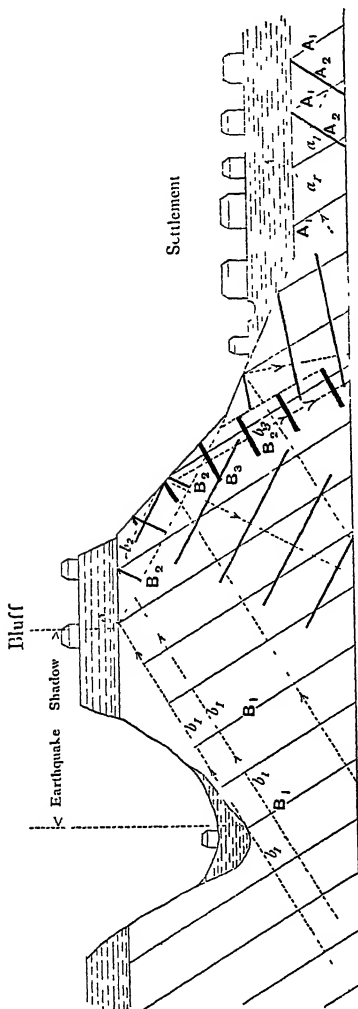 Bluff
Earthquake Shadow
Settlement
b₂
B₂
B₂
B₃
B₂
b₃
b₁
b₁
B₁
b₁
B₁
b₁
A₁
a₁
a₁
A₂
A₁
A₂
A₁